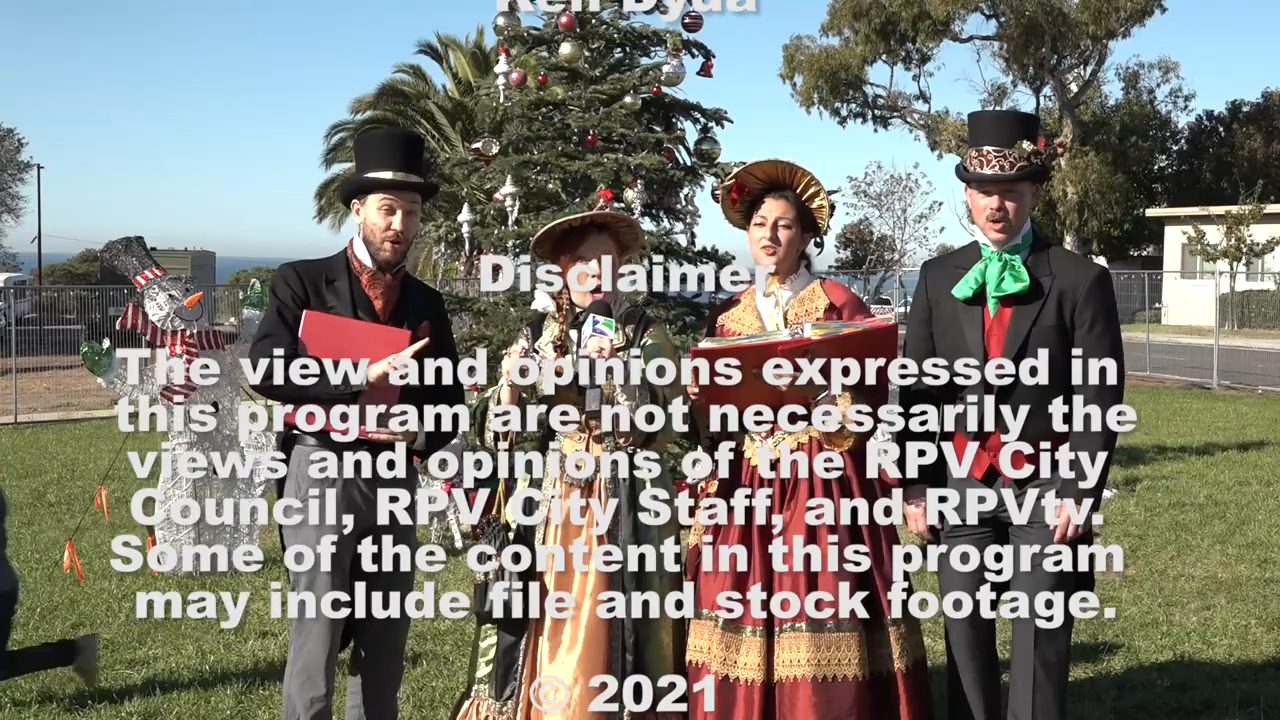 Ken Dyda
Disclaimer
The view and opinions expressed in
this program are not necessarily the
views and opinions of the RPV City
Council, RPV City Staff, and RPVtv.
Some of the content in this program
may include file and stock footage.
© 2021